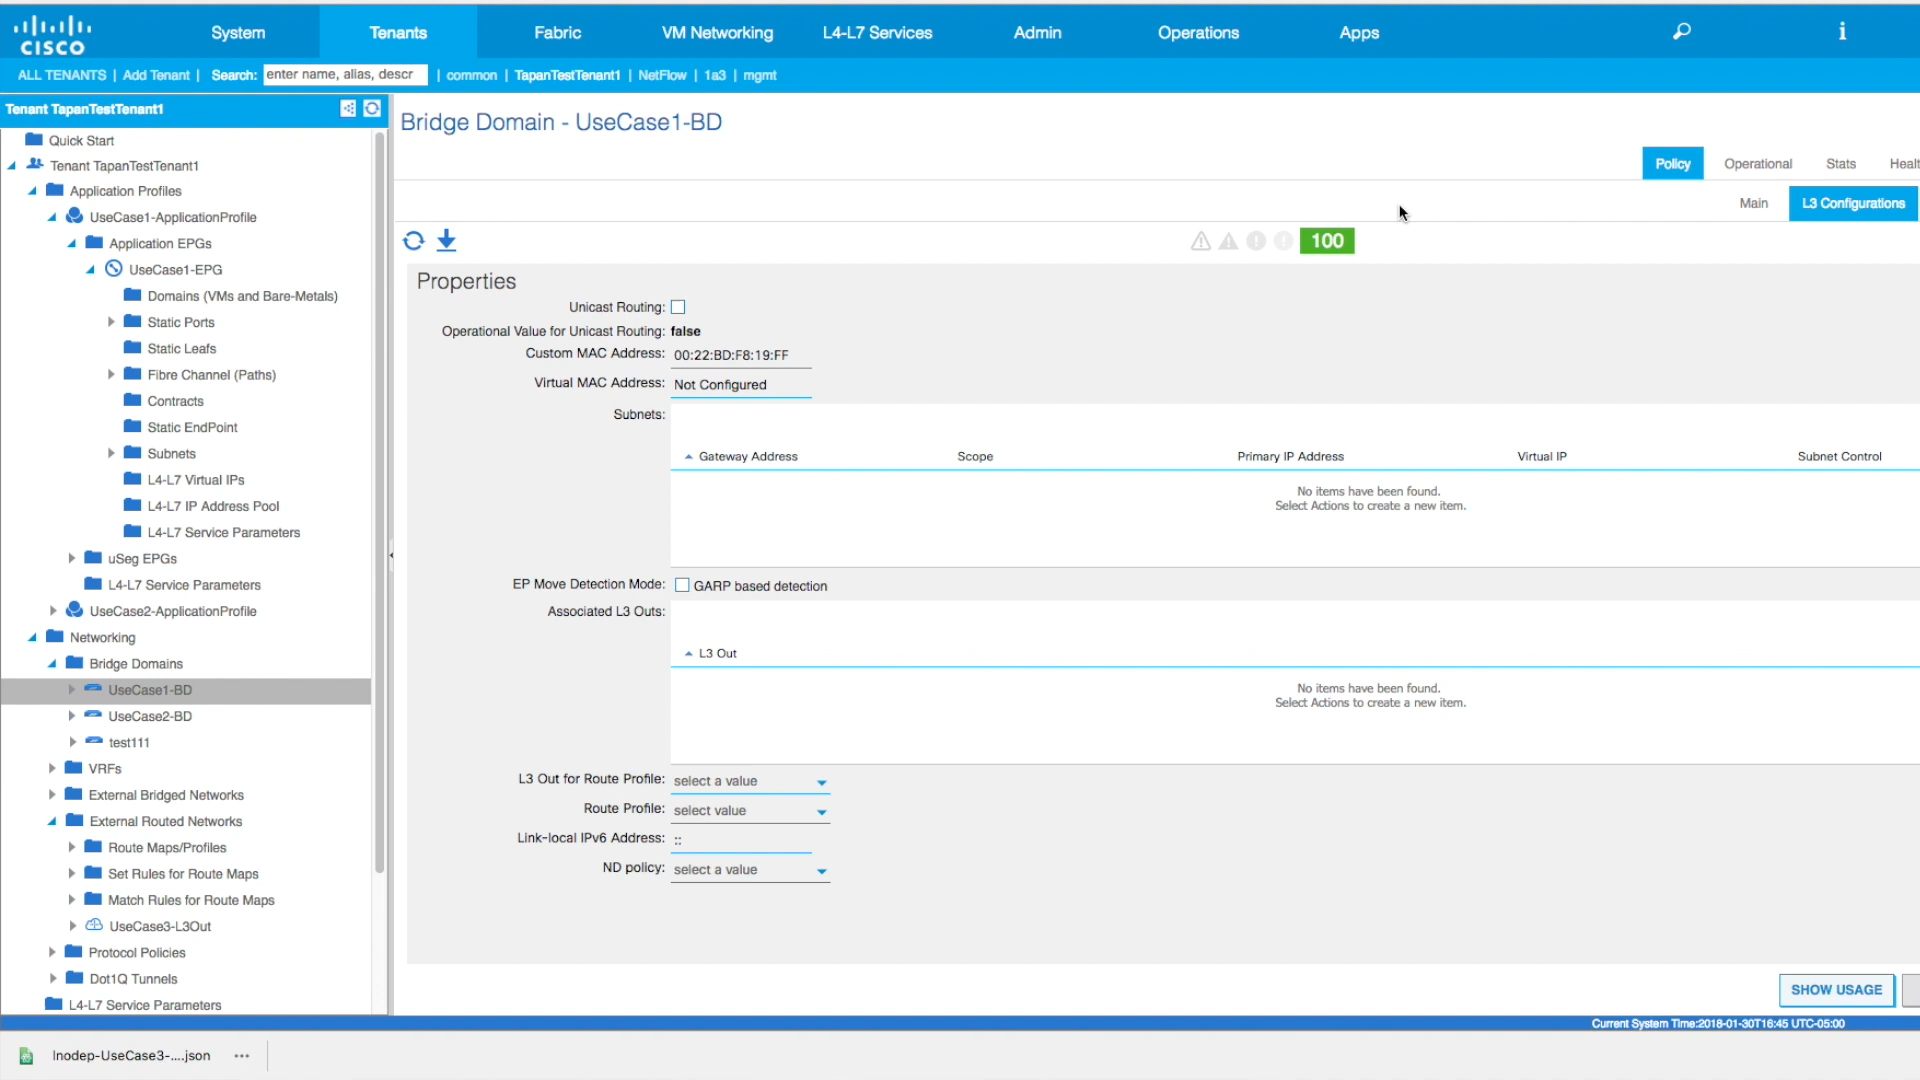 System Tenants Fabric VM Networking L4-L7 Services Admin Operations Apps i
CISCO
ALL TENANTS | Add Tenant | Search: enter name, alias, descr | common | TapanTestTenant1 | NetFlow | 1a3 | mgmt
Tenant TapanTestTenant1
Quick Start
Tenant TapanTestTenant1
Application Profiles
UseCase1-ApplicationProfile
Application EPGs
UseCase1-EPG
Domains (VMs and Bare-Metals)
Static Ports
Static Leafs
Fibre Channel (Paths)
Contracts
Static EndPoint
Subnets
L4-L7 Virtual IPs
L4-L7 IP Address Pool
L4-L7 Service Parameters
uSeg EPGs
L4-L7 Service Parameters
UseCase2-ApplicationProfile
Networking
Bridge Domains
UseCase1-BD
UseCase2-BD
test111
VRFs
External Bridged Networks
External Routed Networks
Route Maps/Profiles
Set Rules for Route Maps
Match Rules for Route Maps
UseCase3-L3Out
Protocol Policies
Dot1Q Tunnels
L4-L7 Service Parameters
Bridge Domain - UseCase1-BD
Policy Operational Stats Healt
Main L3 Configurations
100
Properties
Unicast Routing:
Operational Value for Unicast Routing: false
Custom MAC Address: 00:22:BD:F8:19:FF
Virtual MAC Address: Not Configured
Subnets:
Gateway Address Scope Primary IP Address Virtual IP Subnet Control
No items have been found.
Select Actions to create a new item.
EP Move Detection Mode: GARP based detection
Associated L3 Outs:
L3 Out
No items have been found.
Select Actions to create a new item.
L3 Out for Route Profile: select a value
Route Profile: select value
Link-local IPv6 Address: ::
ND policy: select a value
SHOW USAGE
Current System Time:2018-01-30T16:45 UTC-05:00
lnodep-UseCase3-....json ...